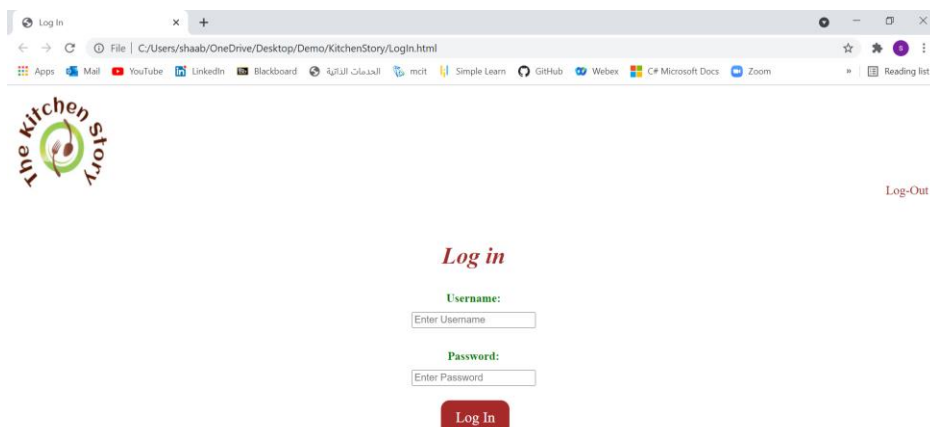 Log In
File | C:/Users/shaab/OneDrive/Desktop/Demo/KitchenStory/LogIn.html
Apps Mail YouTube LinkedIn Blackboard الخدمات الذاتية mcit Simple Learn GitHub Webex C# Microsoft Docs Zoom » Reading list
The Kitchen Story
Log-Out
Log in
Username:
Enter Username
Password:
Enter Password
Log In